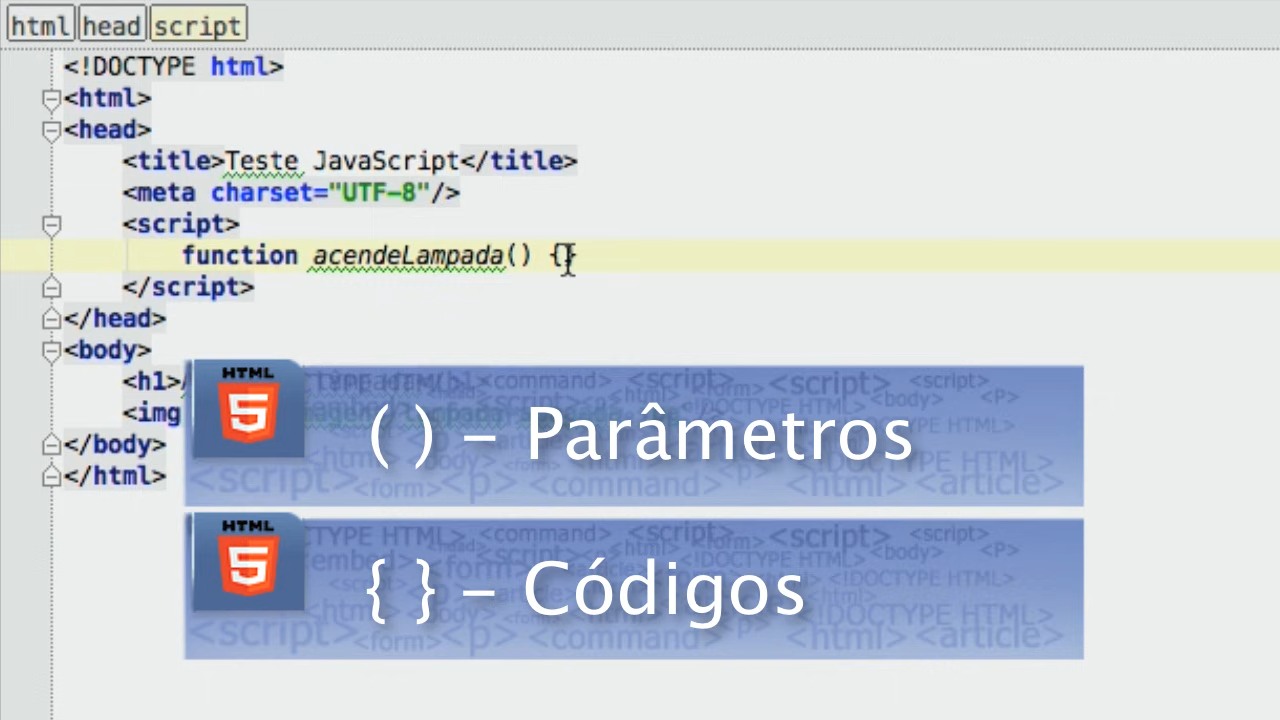 html head script
<!DOCTYPE html>
<html>
<head>
<title>Teste JavaScript</title>
<meta charset="UTF-8"/>
<script>
function acendeLampada() {}
</script>
</head>
<body>
<h1>
<img
</body>
</html>
HTML
5
( ) – Parâmetros
HTML
5
{ } – Códigos